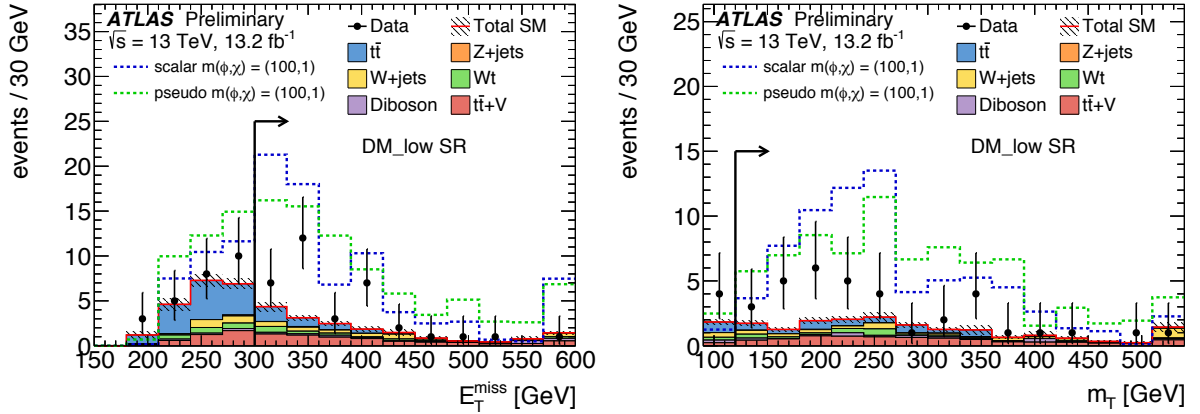 ATLAS Preliminary
√s = 13 TeV, 13.2 fb⁻¹
scalar m(ϕ,χ) = (100,1)
pseudo m(ϕ,χ) = (100,1)
Data
Total SM
tt̄
Z+jets
W+jets
Wt
Diboson
tt̄+V
DM_low SR
events / 30 GeV
35
30
25
20
15
10
5
0
150 200 250 300 350 400 450 500 550 600
E_T^miss [GeV]
ATLAS Preliminary
√s = 13 TeV, 13.2 fb⁻¹
scalar m(ϕ,χ) = (100,1)
pseudo m(ϕ,χ) = (100,1)
Data
Total SM
tt̄
Z+jets
W+jets
Wt
Diboson
tt̄+V
DM_low SR
events / 30 GeV
25
20
15
10
5
0
100 150 200 250 300 350 400 450 500
m_T [GeV]